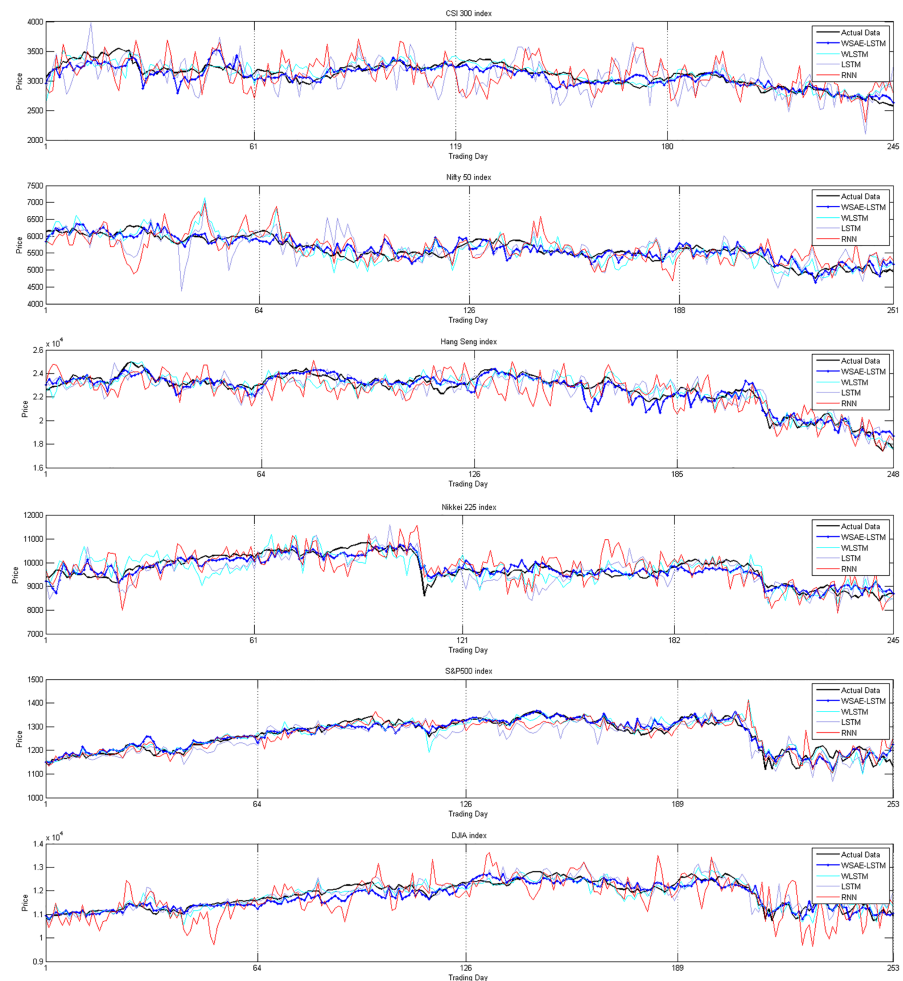 CSI 300 index
4000
3500
3000
2500
2000
Price
1 61 119 180 245
Trading Day
Actual Data
WSAE-LSTM
WLSTM
LSTM
RNN
Nifty 50 index
7500
7000
6500
6000
5500
5000
4500
4000
Price
1 64 126 188 251
Trading Day
Actual Data
WSAE-LSTM
WLSTM
LSTM
RNN
Hang Seng index
x 10^4
2.6
2.4
2.2
2
1.8
1.6
Price
1 64 126 185 248
Trading Day
Actual Data
WSAE-LSTM
WLSTM
LSTM
RNN
Nikkei 225 index
12000
11000
10000
9000
8000
7000
Price
1 61 121 182 245
Trading Day
Actual Data
WSAE-LSTM
WLSTM
LSTM
RNN
S&P500 index
1500
1400
1300
1200
1100
1000
Price
1 64 126 189 253
Trading Day
Actual Data
WSAE-LSTM
WLSTM
LSTM
RNN
DJIA index
x 10^4
1.4
1.3
1.2
1.1
1
0.9
Price
1 64 126 189 253
Trading Day
Actual Data
WSAE-LSTM
WLSTM
LSTM
RNN